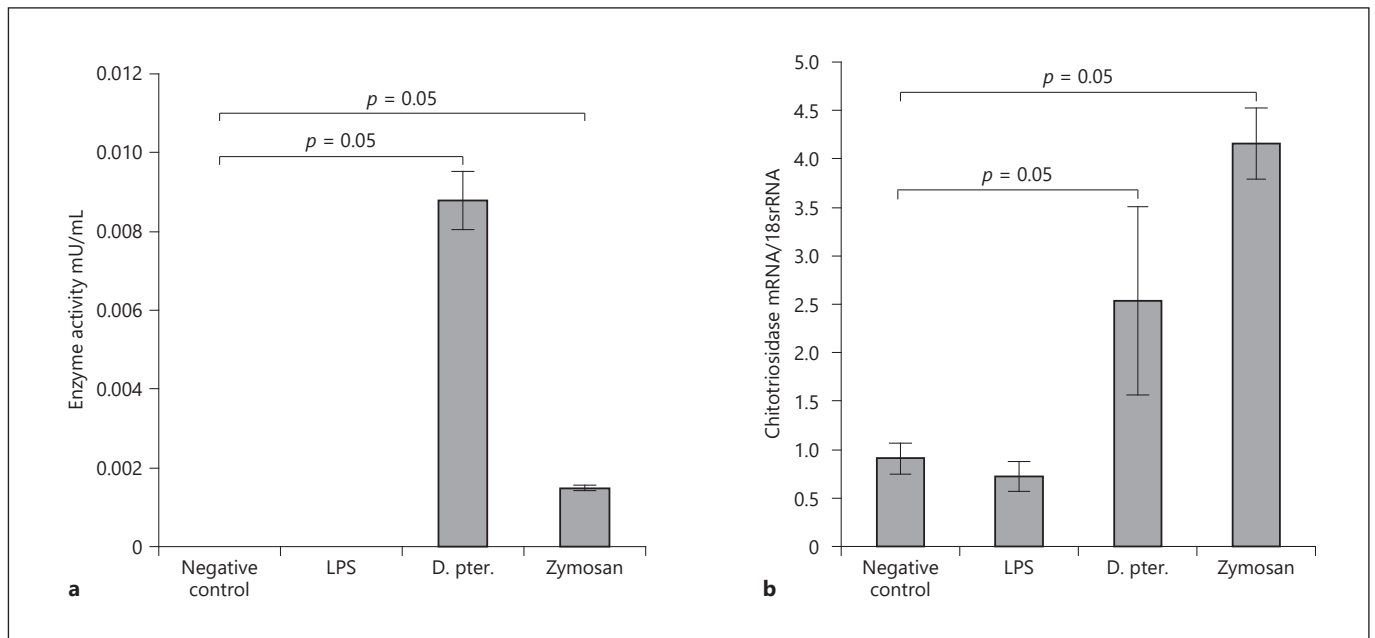 Enzyme activity mU/mL
0.012
0.010
0.008
0.006
0.004
0.002
0
p = 0.05
p = 0.05
Negative
control
LPS
D. pter.
Zymosan
a
Chitotriosidase mRNA/18srRNA
5.0
4.5
4.0
3.5
3.0
2.5
2.0
1.5
1.0
0.5
0
p = 0.05
p = 0.05
Negative
control
LPS
D. pter.
Zymosan
b